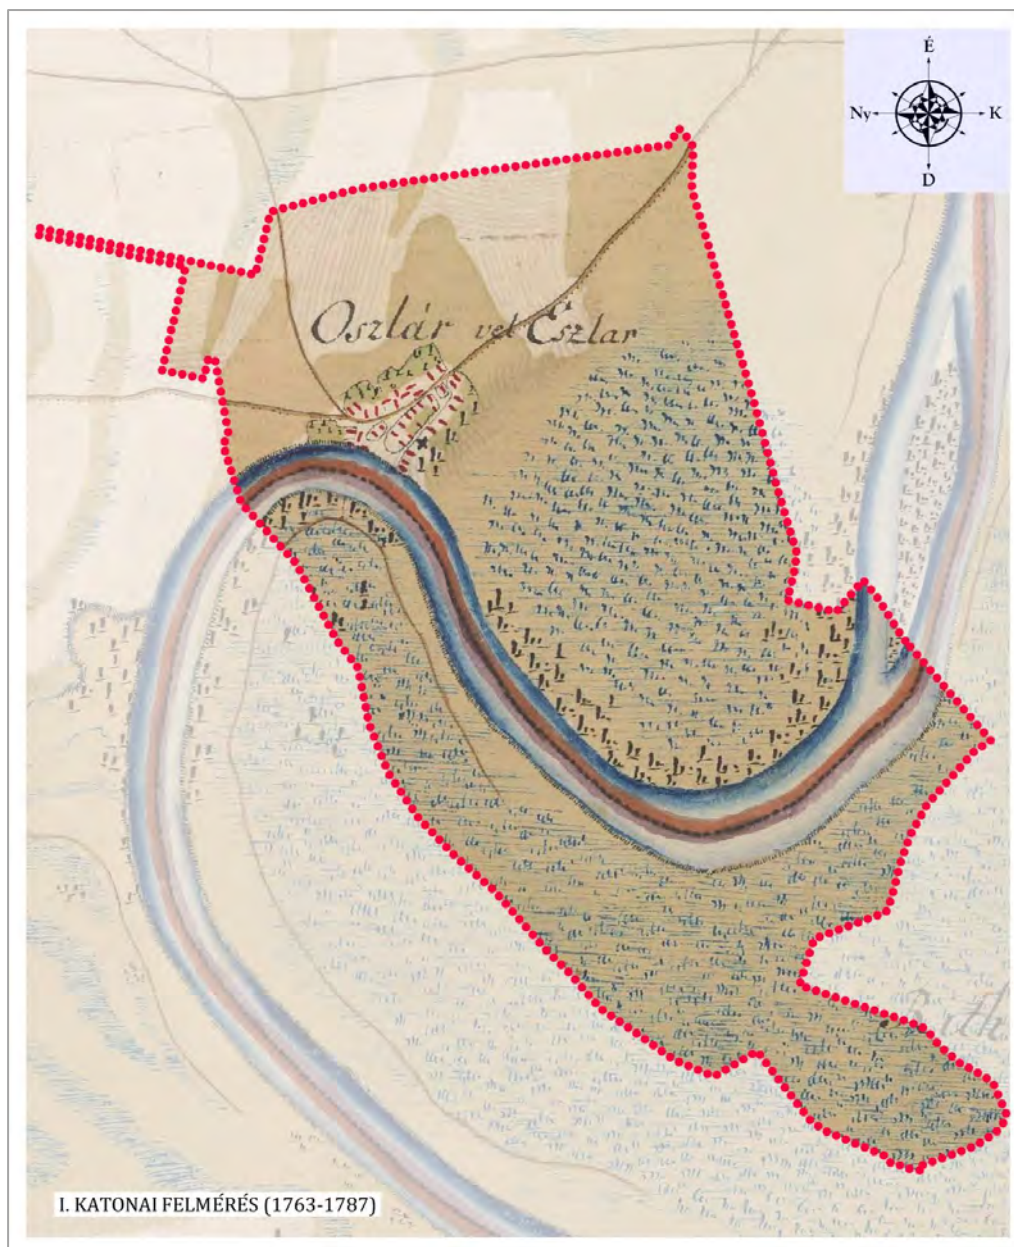 É
Ny K
D
Oszlár vel Eszlar
I. KATONAI FELMÉRÉS (1763-1787)